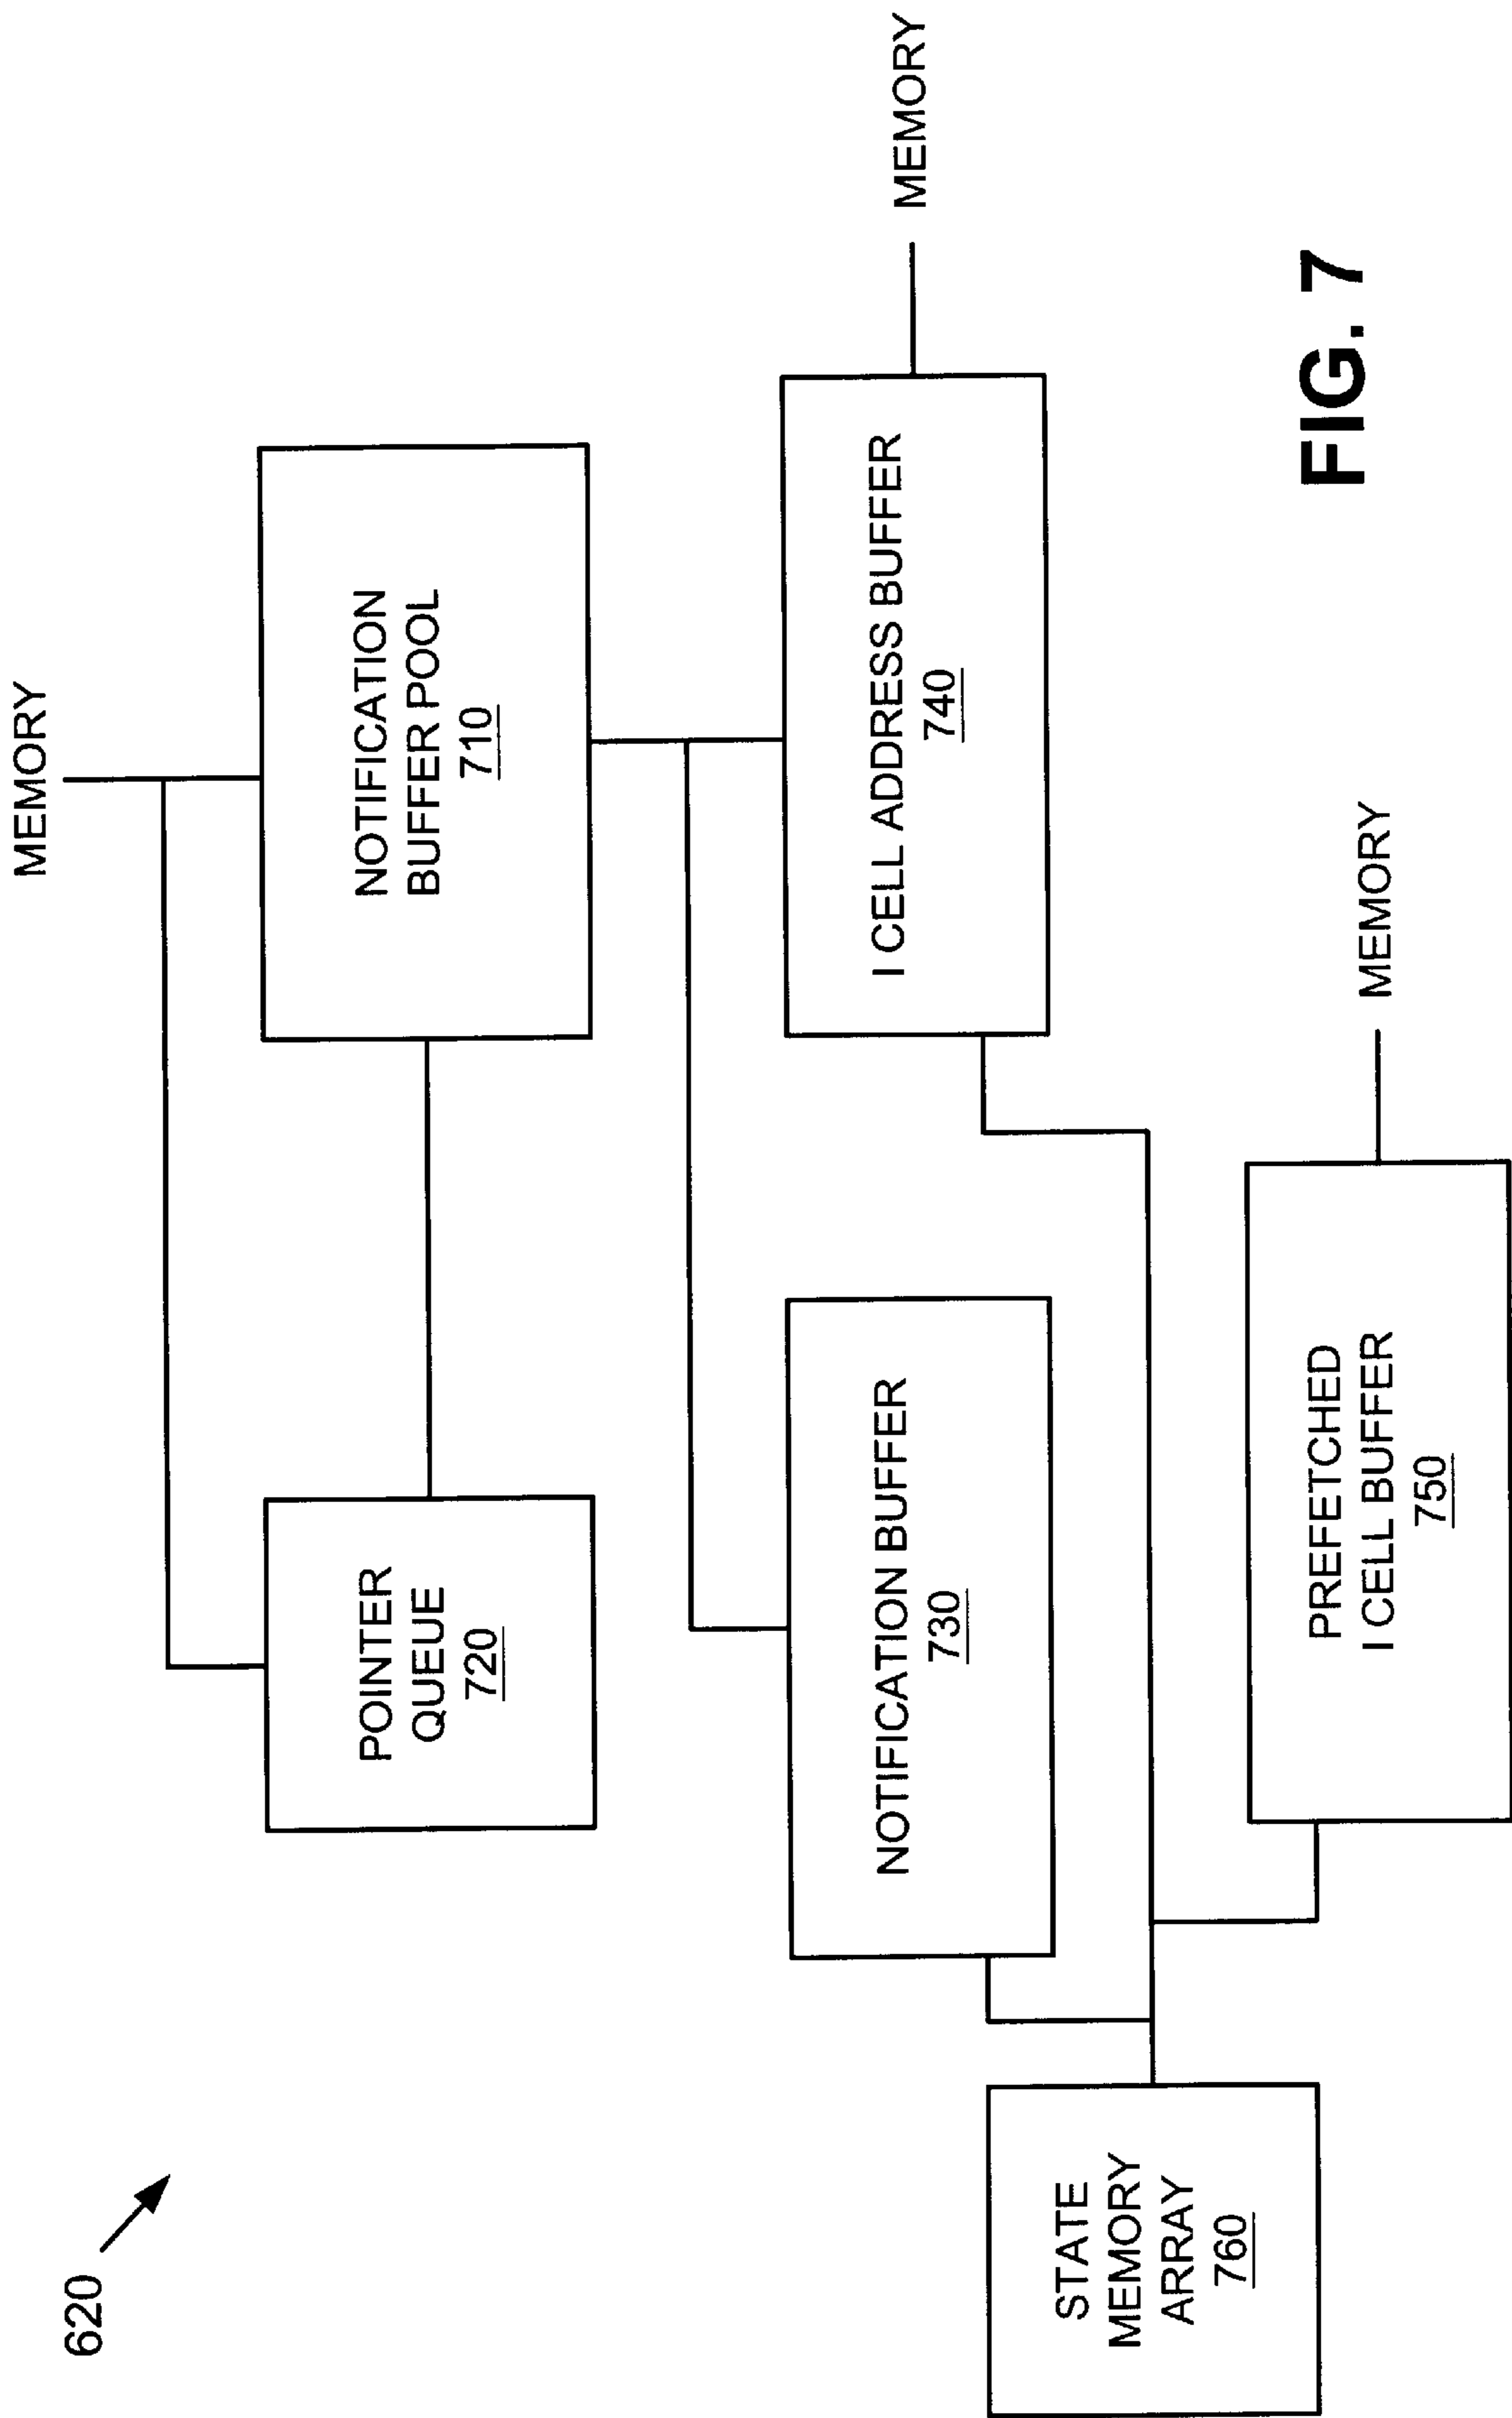 620
MEMORY
POINTER
QUEUE
720
NOTIFICATION
BUFFER POOL
710
NOTIFICATION BUFFER
730
I CELL ADDRESS BUFFER
740
MEMORY
STATE
MEMORY
ARRAY
760
PREFETCHED
I CELL BUFFER
750
MEMORY
FIG. 7